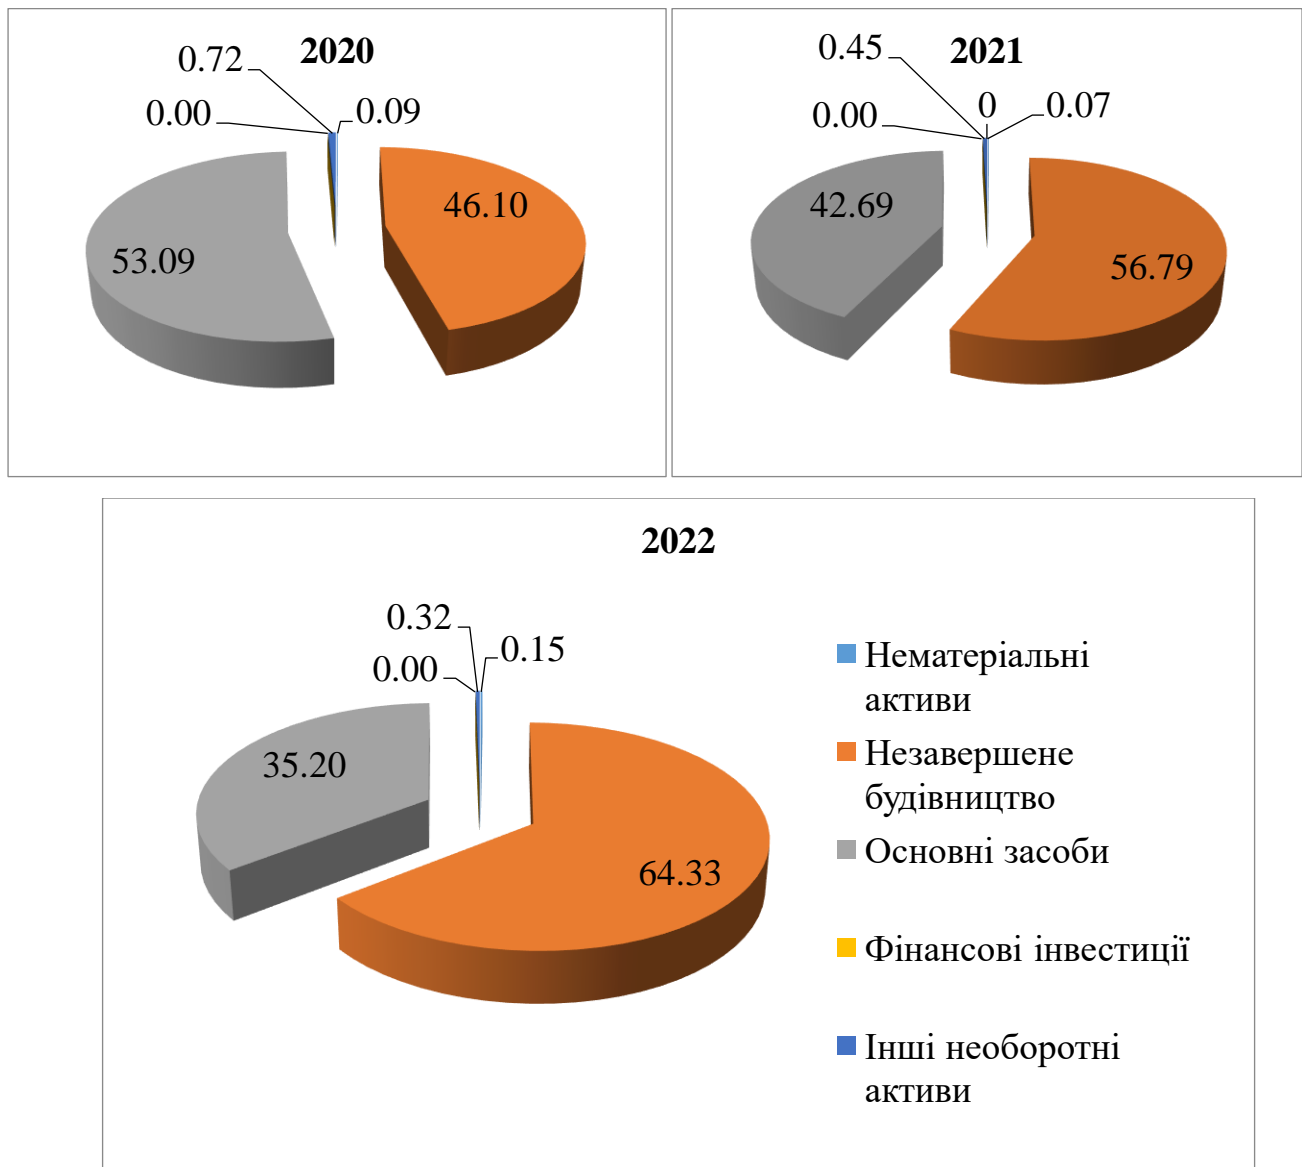 2020
0.72
0.00
0.09
46.10
53.09
2021
0.45
0
0.07
0.00
42.69
56.79
2022
0.32
0.15
0.00
35.20
64.33
Нематеріальні
активи
Незавершене
будівництво
Основні засоби
Фінансові інвестиції
Інші необоротні
активи